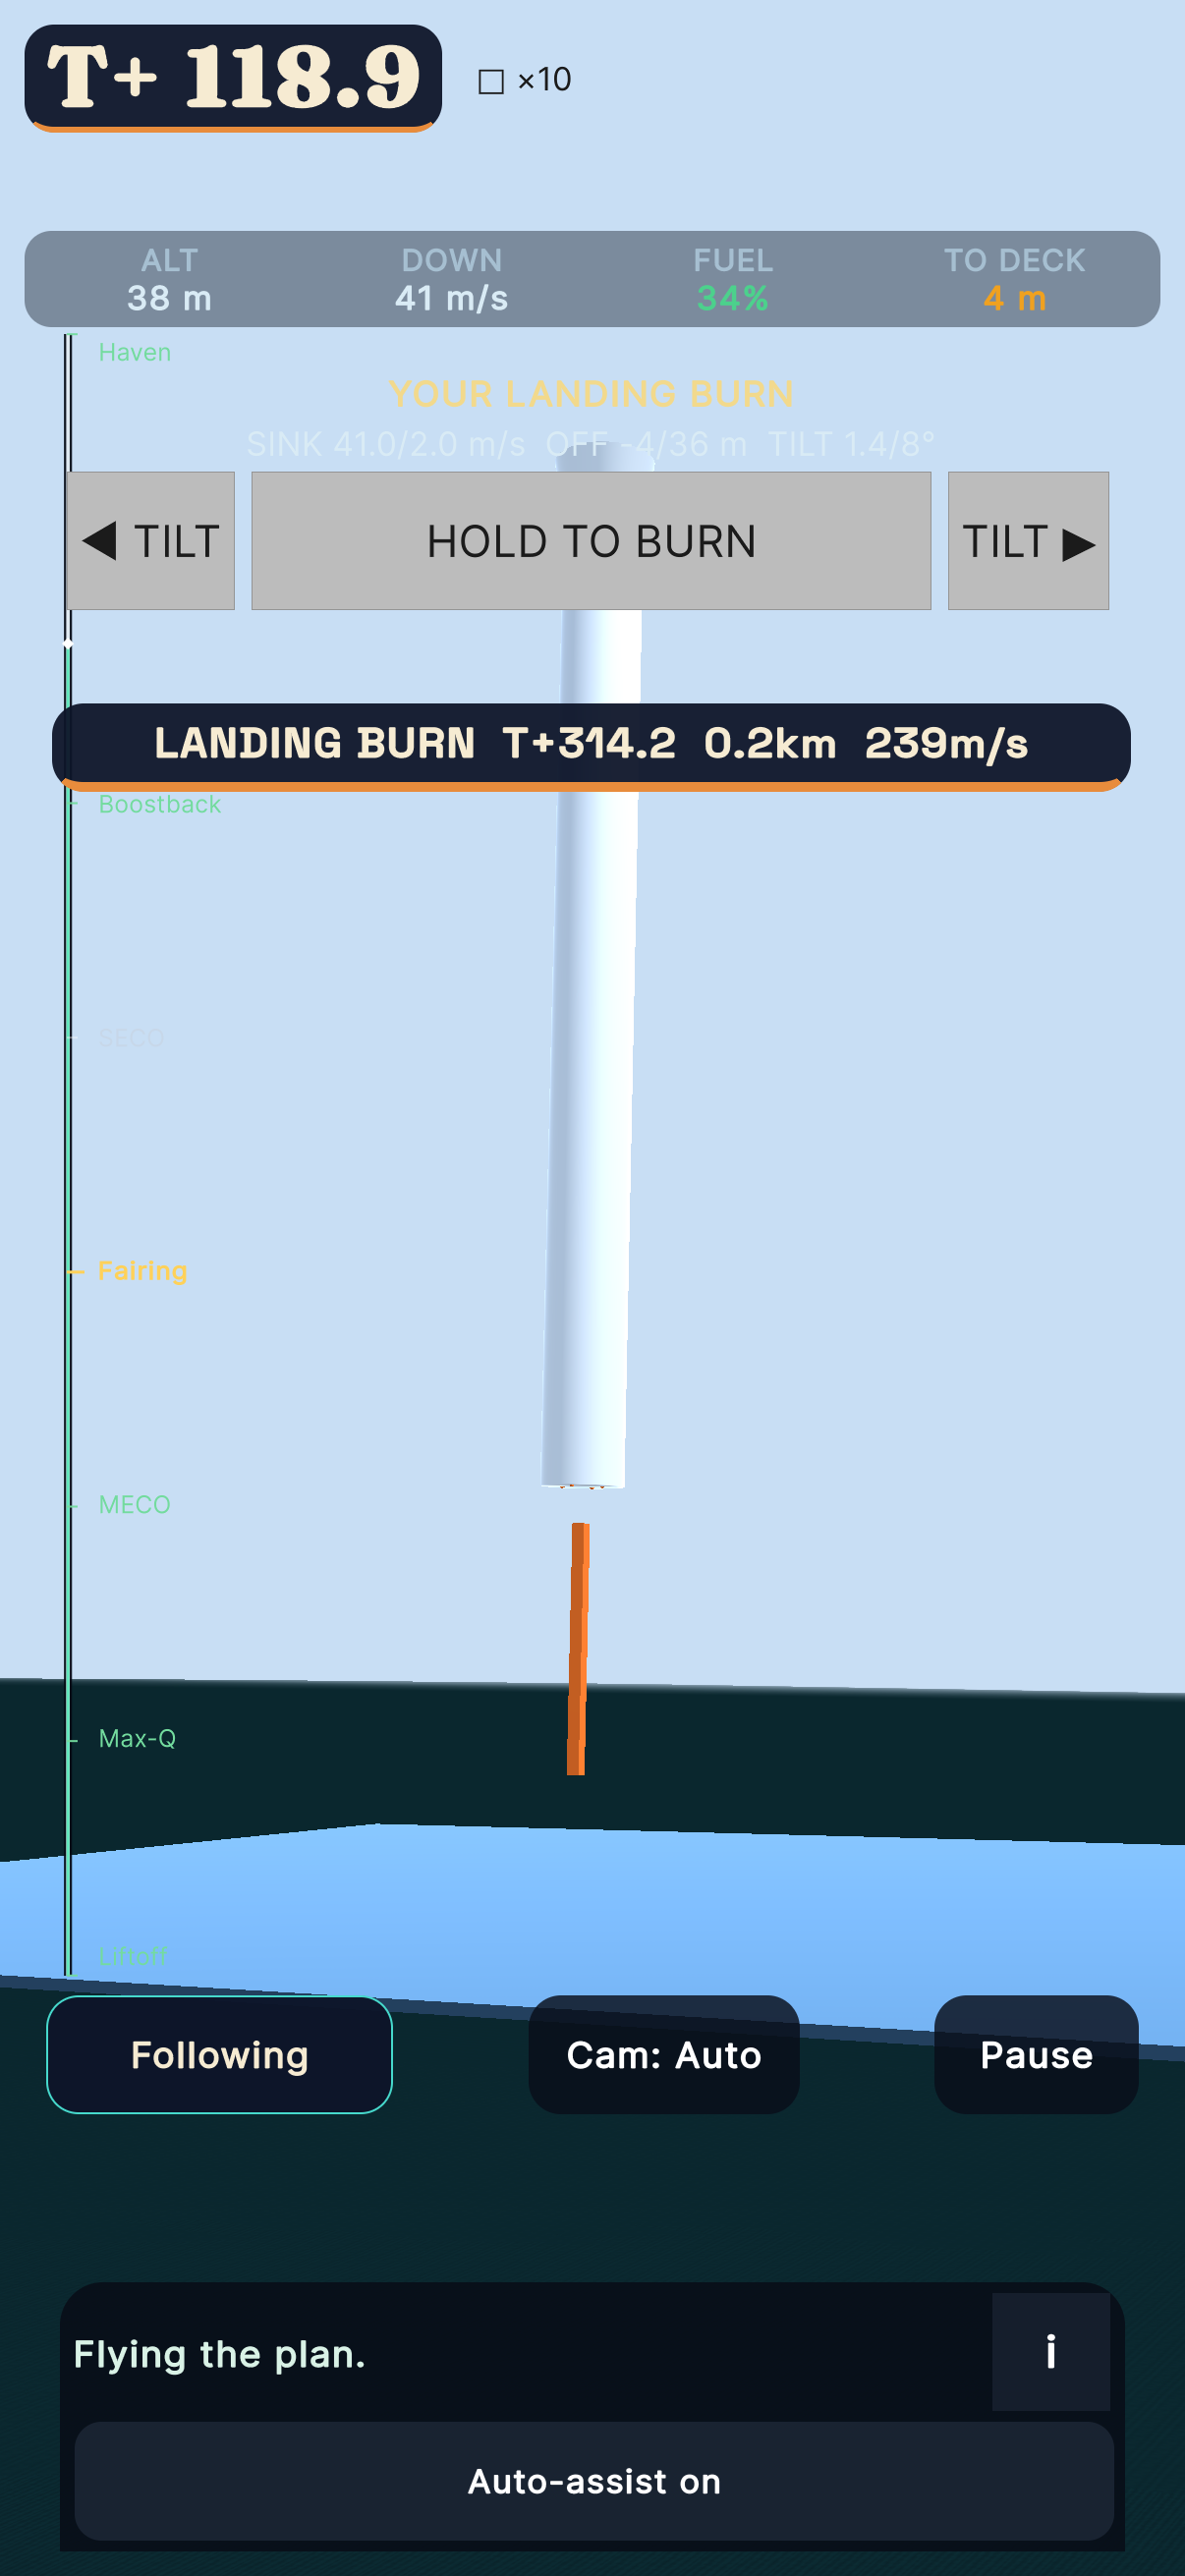 T+ 118.9
□ ×10
ALT DOWN FUEL TO DECK
38 m 41 m/s 34% 4 m
Haven
YOUR LANDING BURN
SINK 41.0/2.0 m/s OFF -4/36 m TILT 1.4/8°
◀ TILT HOLD TO BURN TILT ▶
LANDING BURN T+314.2 0.2km 239m/s
Boostback
SECO
Fairing
MECO
Max-Q
Liftoff
Following Cam: Auto Pause
Flying the plan. i
Auto-assist on